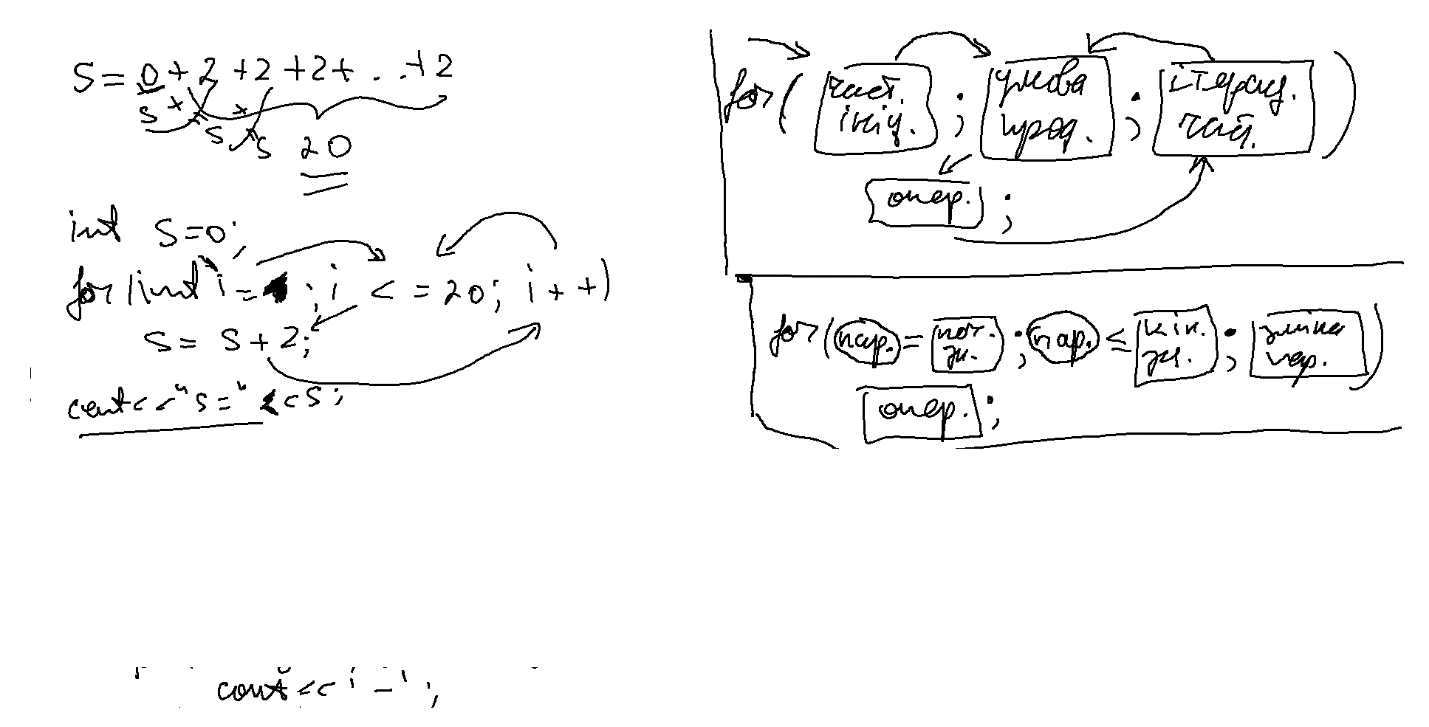 S = 0 + 2 + 2 + 2 + . . . + 2
s + s + s 20
int S=0;
for (int i= ; i <= 20; i++)
S = S + 2;
cout<<"S="<<S;
for ( част. ініц. ; умова прод. ; ітерац. част. )
опер. ;
for (пар. = поч. зн. ; пар. ≤ кін. зн. ; зміна пар. )
опер. ;
cout<<